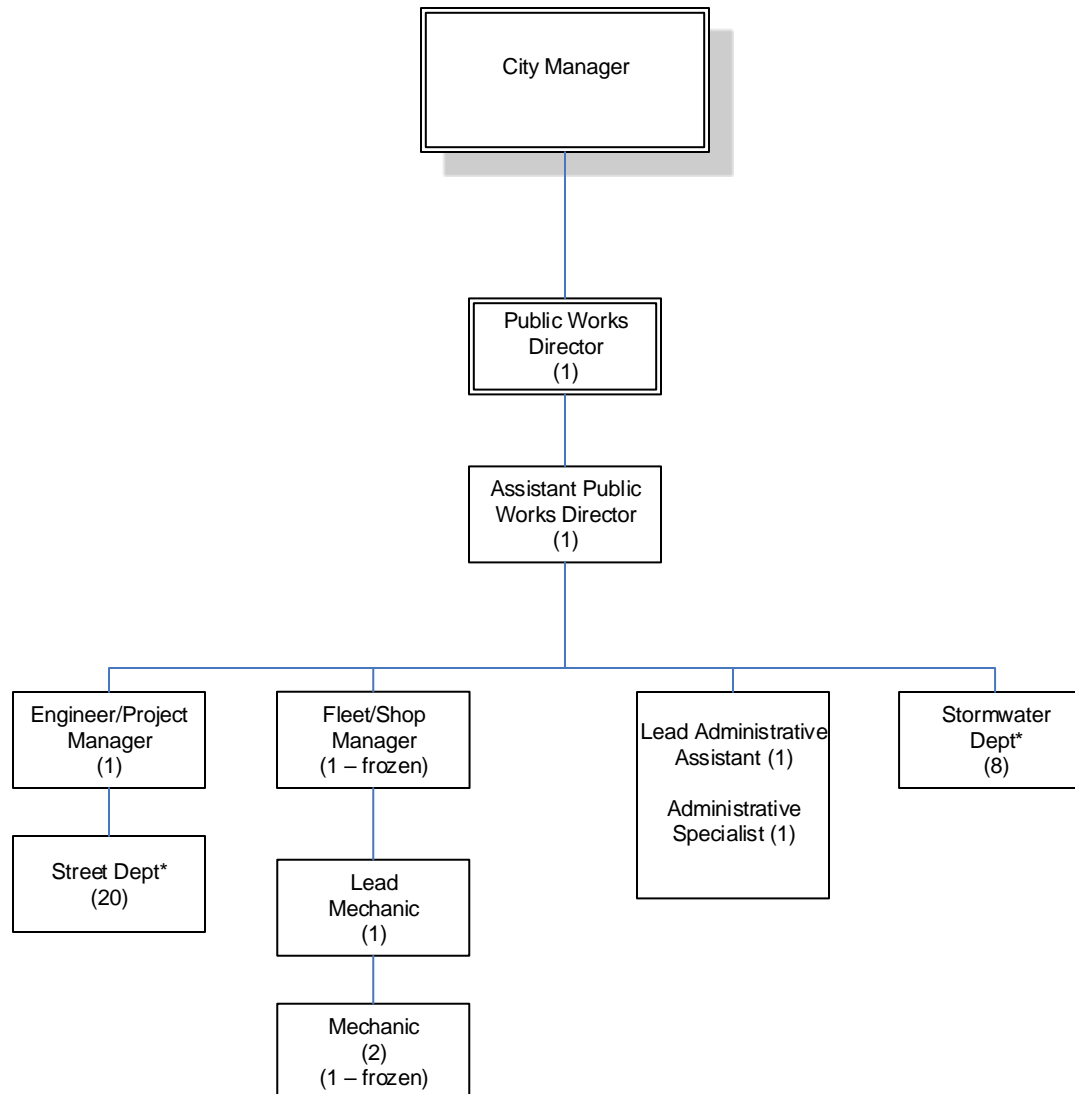 City Manager
Public Works
Director
(1)
Assistant Public
Works Director
(1)
Engineer/Project
Manager
(1)
Street Dept*
(20)
Fleet/Shop
Manager
(1 – frozen)
Lead
Mechanic
(1)
Mechanic
(2)
(1 – frozen)
Lead Administrative
Assistant (1)
Administrative
Specialist (1)
Stormwater
Dept*
(8)